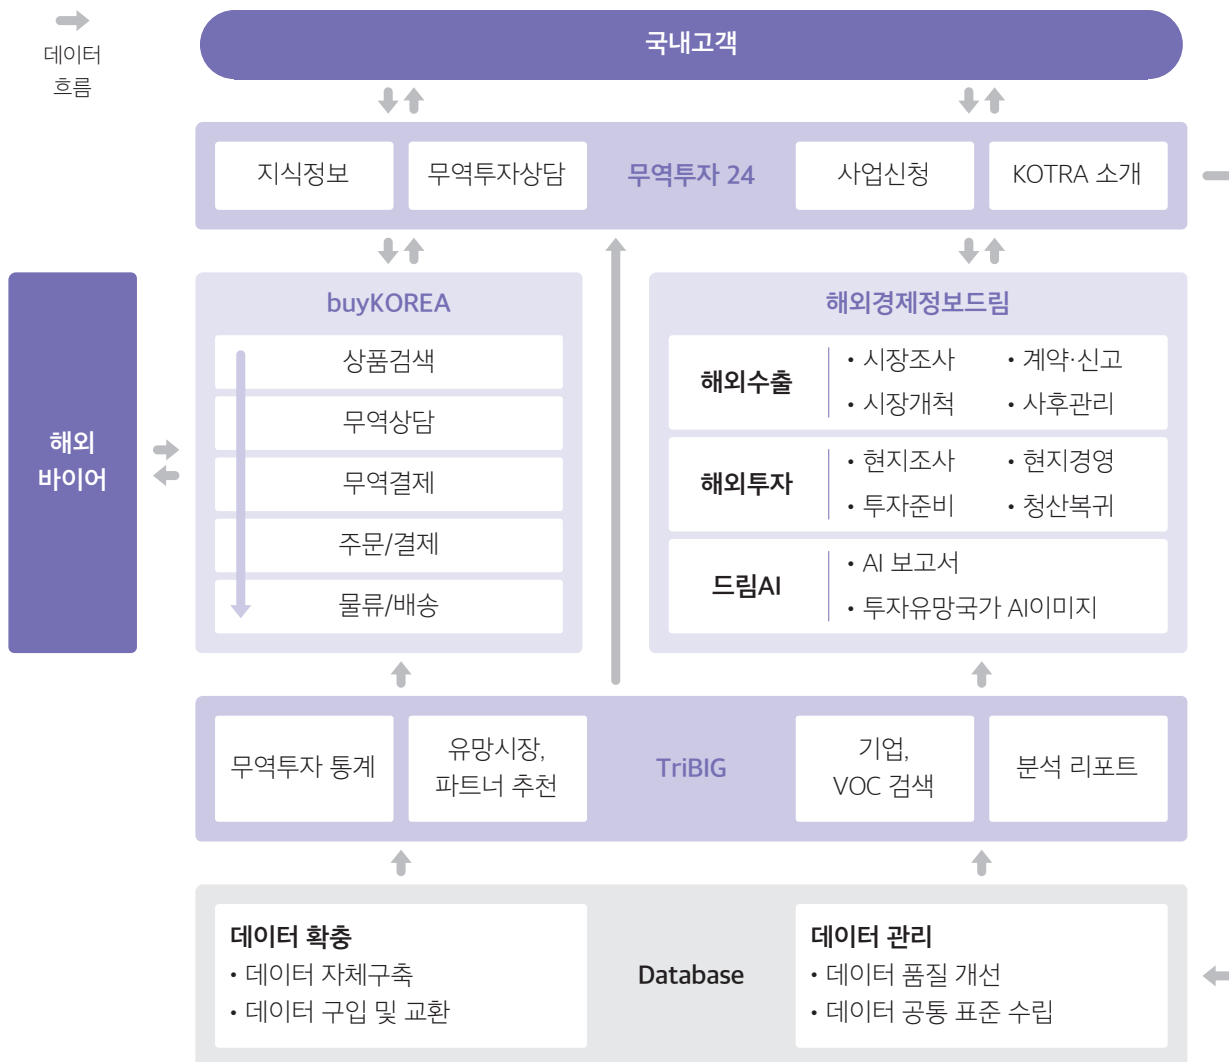 데이터
흐름
국내고객
지식정보
무역투자상담
무역투자 24
사업신청
KOTRA 소개
해외
바이어
buyKOREA
상품검색
무역상담
무역결제
주문/결제
물류/배송
해외경제정보드림
해외수출
• 시장조사
• 계약·신고
• 시장개척
• 사후관리
해외투자
• 현지조사
• 현지경영
• 투자준비
• 청산복귀
드림AI
• AI 보고서
• 투자유망국가 AI이미지
무역투자 통계
유망시장,
파트너 추천
TriBIG
기업,
VOC 검색
분석 리포트
데이터 확충
• 데이터 자체구축
• 데이터 구입 및 교환
Database
데이터 관리
• 데이터 품질 개선
• 데이터 공통 표준 수립